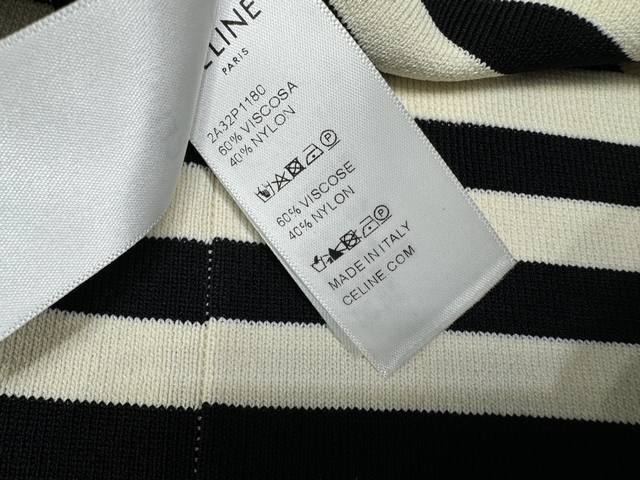 CELINE
PARIS
2A32P1180
60% VISCOSA
40% NYLON
60% VISCOSE
40% NYLON
MADE IN ITALY
CELINE.COM